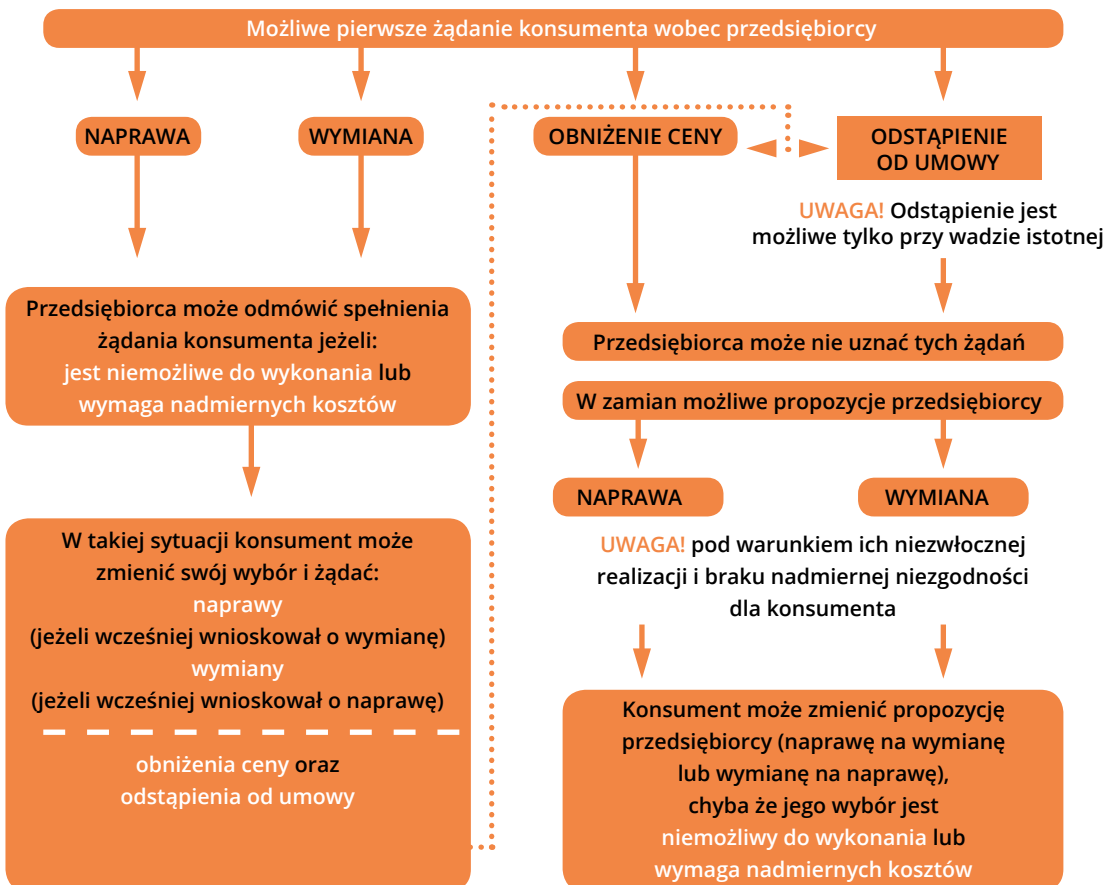 Możliwe pierwsze żądanie konsumenta wobec przedsiębiorcy
NAPRAWA
WYMIANA
OBNIŻENIE CENY
ODSTĄPIENIE
OD UMOWY
UWAGA! Odstąpienie jest
możliwe tylko przy wadzie istotnej
Przedsiębiorca może odmówić spełnienia
żądania konsumenta jeżeli:
jest niemożliwe do wykonania lub
wymaga nadmiernych kosztów
W takiej sytuacji konsument może
zmienić swój wybór i żądać:
naprawy
(jeżeli wcześniej wnioskował o wymianę)
wymiany
(jeżeli wcześniej wnioskował o naprawę)
obniżenia ceny oraz
odstąpienia od umowy
Przedsiębiorca może nie uznać tych żądań
W zamian możliwe propozycje przedsiębiorcy
NAPRAWA
WYMIANA
UWAGA! pod warunkiem ich niezwłocznej
realizacji i braku nadmiernej niezgodności
dla konsumenta
Konsument może zmienić propozycję
przedsiębiorcy (naprawę na wymianę
lub wymianę na naprawę),
chyba że jego wybór jest
niemożliwy do wykonania lub
wymaga nadmiernych kosztów